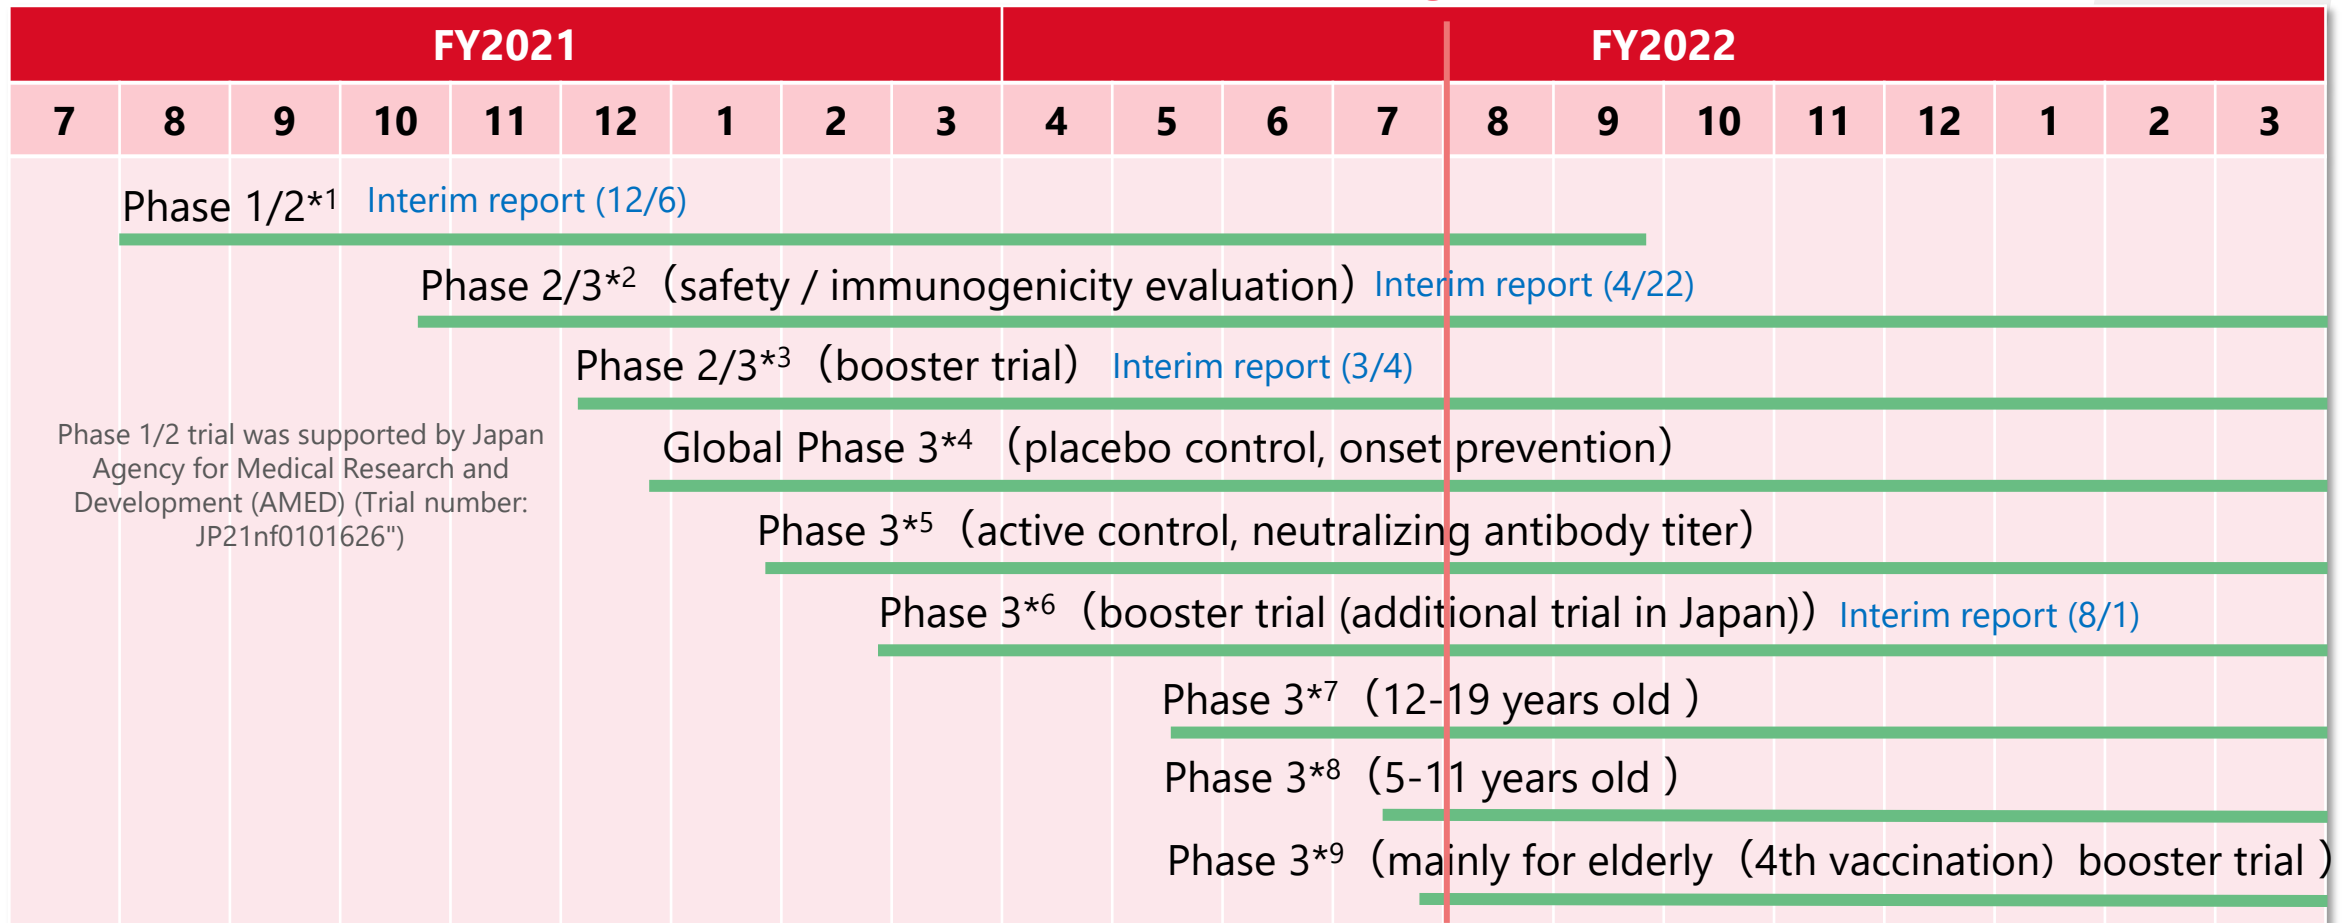 FY2021 FY2022
7 8 9 10 11 12 1 2 3 4 5 6 7 8 9 10 11 12 1 2 3
Phase 1/2*1 Interim report (12/6)
Phase 2/3*2（safety / immunogenicity evaluation）Interim report (4/22)
Phase 2/3*3（booster trial） Interim report (3/4)
Phase 1/2 trial was supported by Japan
Agency for Medical Research and
Development (AMED) (Trial number:
JP21nf0101626")
Global Phase 3*4（placebo control, onset prevention）
Phase 3*5（active control, neutralizing antibody titer）
Phase 3*6（booster trial (additional trial in Japan)）Interim report (8/1)
Phase 3*7（12-19 years old ）
Phase 3*8（5-11 years old ）
Phase 3*9（mainly for elderly（4th vaccination）booster trial ）